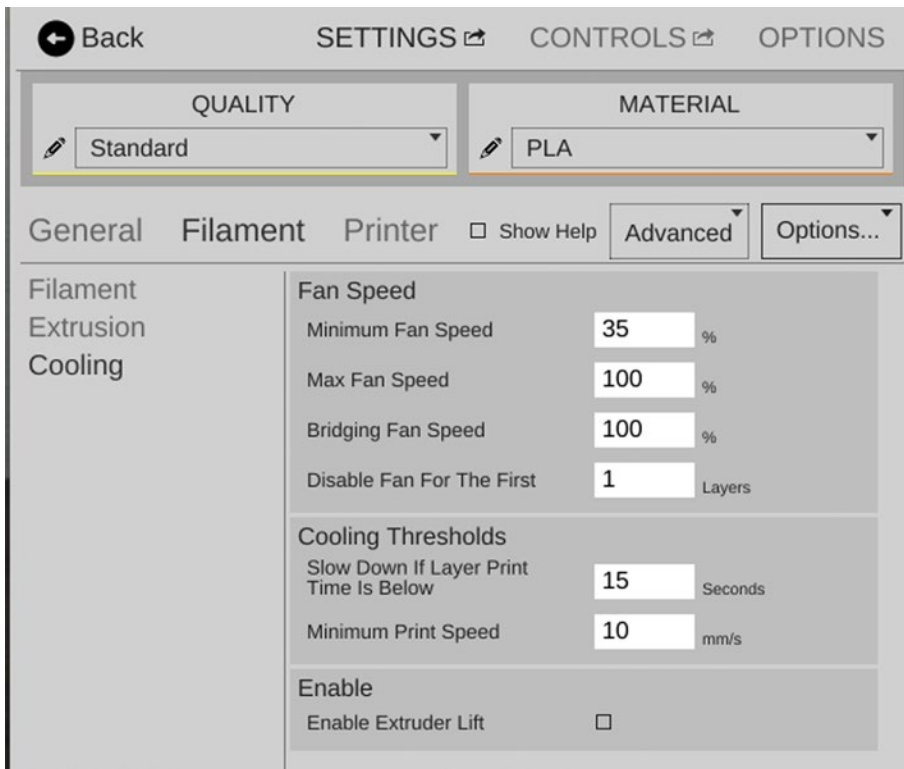 Back SETTINGS CONTROLS OPTIONS
QUALITY MATERIAL
Standard PLA
General Filament Printer Show Help Advanced Options...
Filament
Extrusion
Cooling
Fan Speed
Minimum Fan Speed 35 %
Max Fan Speed 100 %
Bridging Fan Speed 100 %
Disable Fan For The First 1 Layers
Cooling Thresholds
Slow Down If Layer Print
Time Is Below 15 Seconds
Minimum Print Speed 10 mm/s
Enable
Enable Extruder Lift